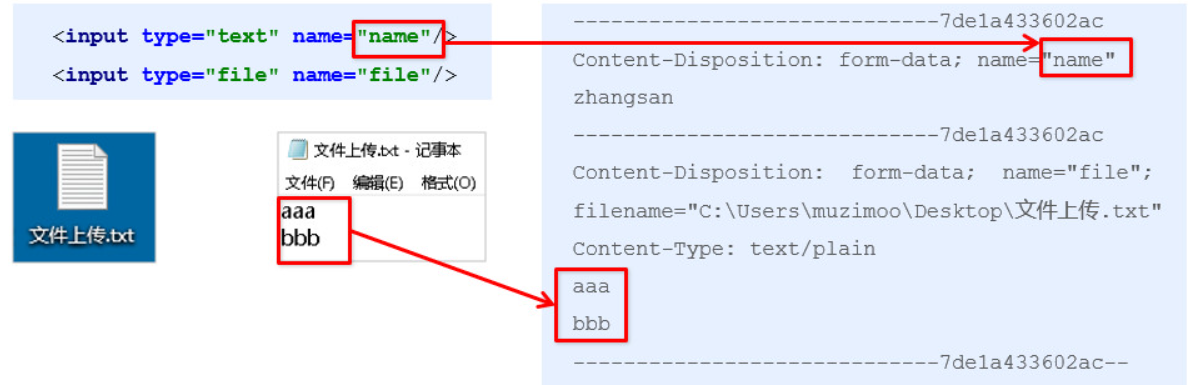 <input type="text" name="name"/>
<input type="file" name="file"/>
文件上传.txt
文件上传.txt - 记事本
文件(F) 编辑(E) 格式(O)
aaa
bbb
-----------------------------7de1a433602ac
Content-Disposition: form-data; name="name"
zhangsan
-----------------------------7de1a433602ac
Content-Disposition: form-data; name="file";
filename="C:\Users\muzimoo\Desktop\文件上传.txt"
Content-Type: text/plain
aaa
bbb
-----------------------------7de1a433602ac--